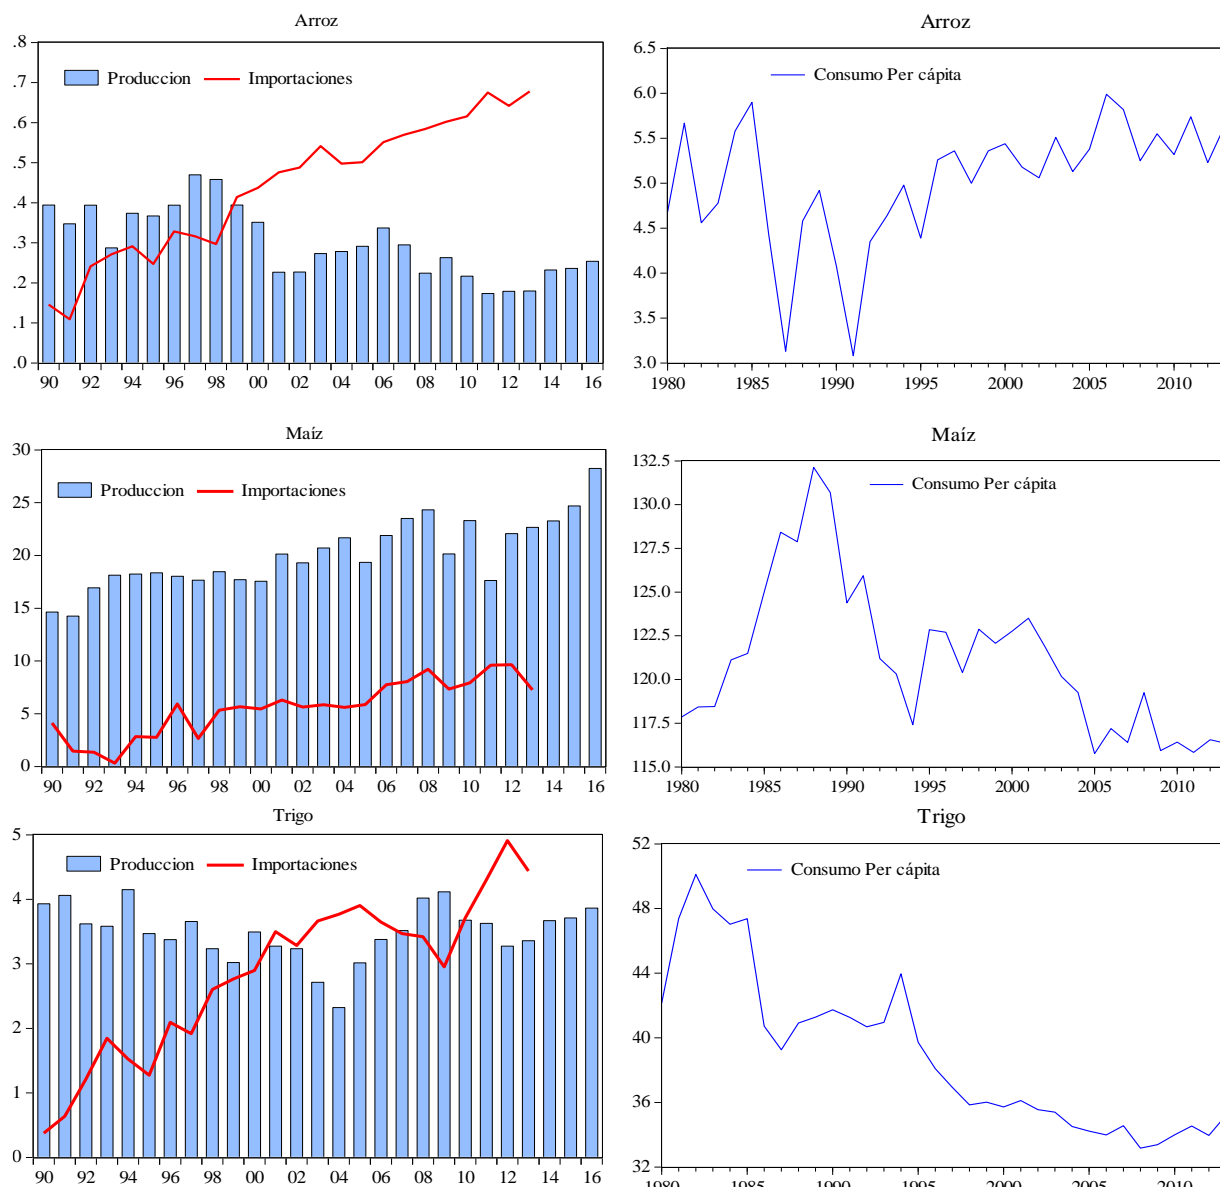 Arroz
.8
.7
.6
.5
.4
.3
.2
.1
.0
Produccion Importaciones
90 92 94 96 98 00 02 04 06 08 10 12 14 16
Arroz
6.5
6.0
5.5
5.0
4.5
4.0
3.5
3.0
Consumo Per cápita
1980 1985 1990 1995 2000 2005 2010
Maíz
30
25
20
15
10
5
0
Produccion Importaciones
90 92 94 96 98 00 02 04 06 08 10 12 14 16
Maíz
132.5
130.0
127.5
125.0
122.5
120.0
117.5
115.0
Consumo Per cápita
1980 1985 1990 1995 2000 2005 2010
Trigo
5
4
3
2
1
0
Produccion Importaciones
90 92 94 96 98 00 02 04 06 08 10 12 14 16
Trigo
52
48
44
40
36
32
Consumo Per cápita
1980 1985 1990 1995 2000 2005 2010